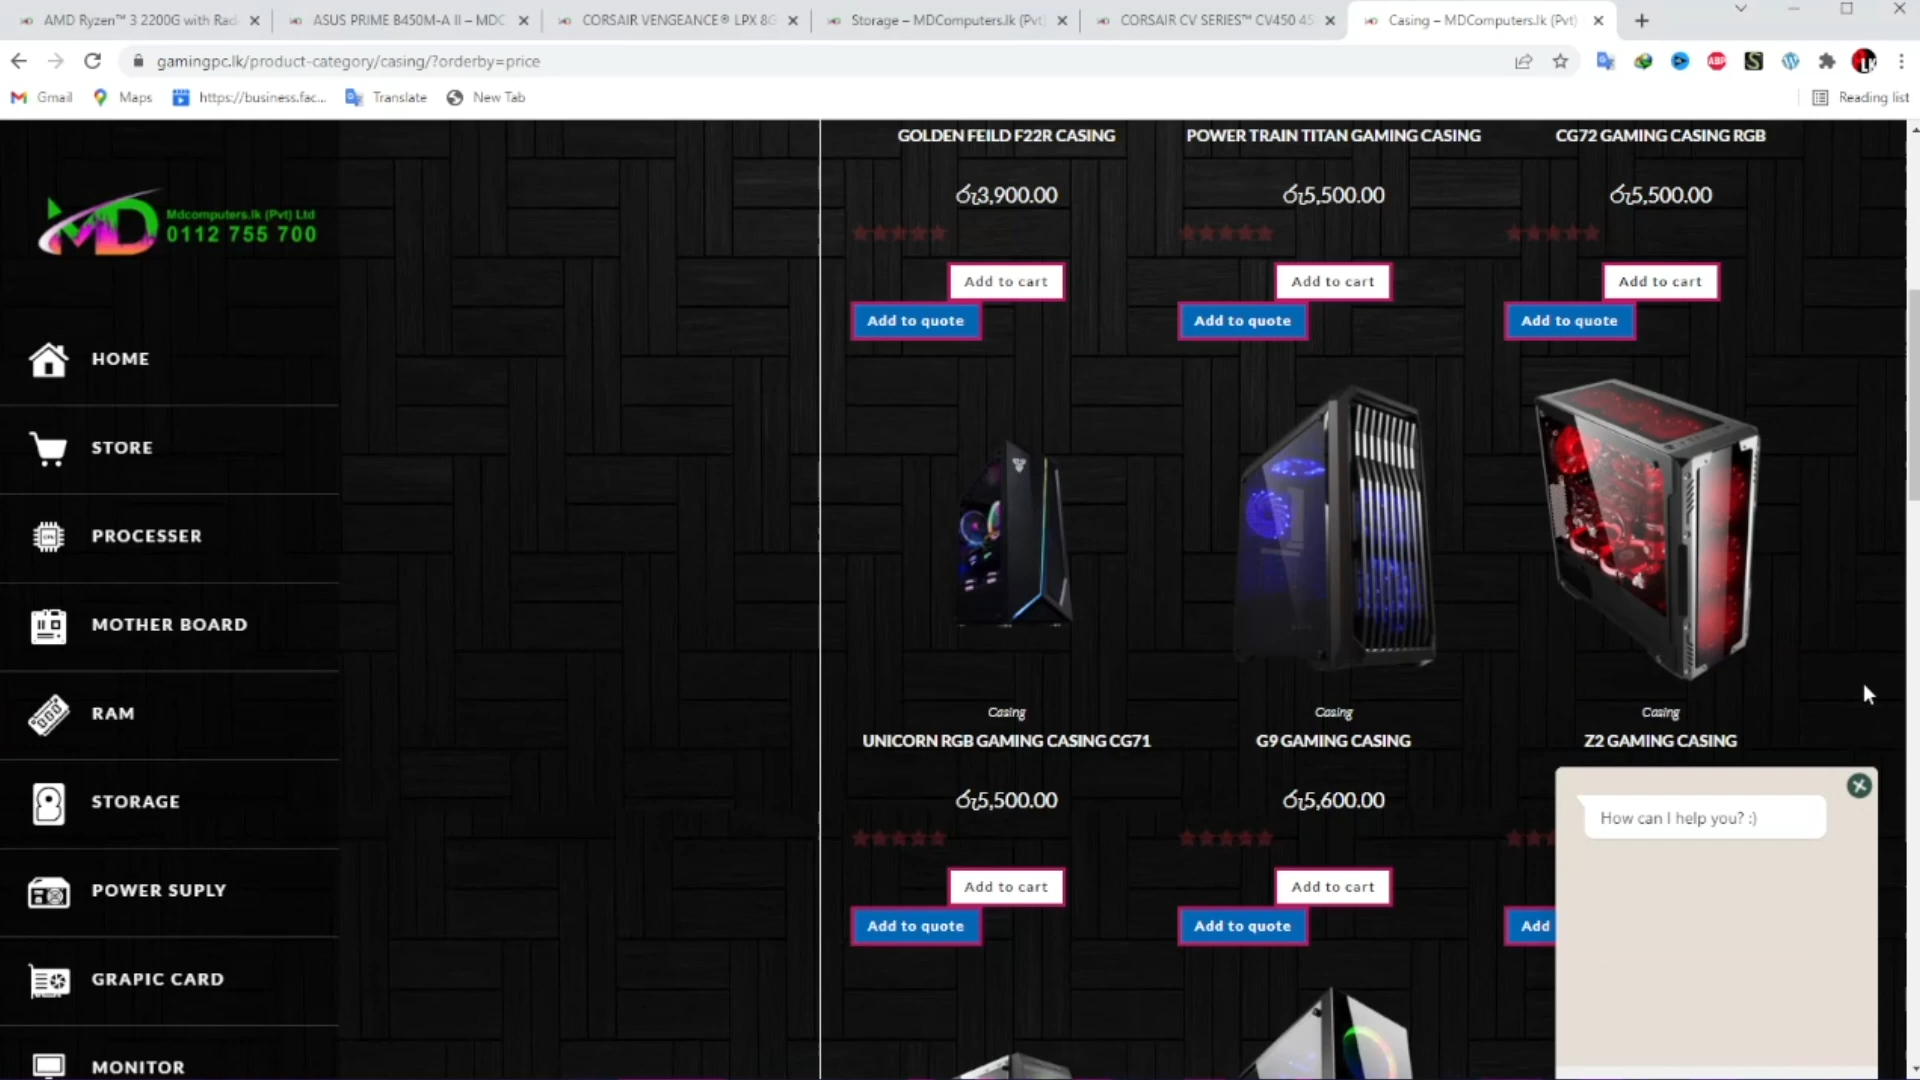 AMD Ryzen™ 3 2200G with Rad
ASUS PRIME B450M-A II – MDC
CORSAIR VENGEANCE® LPX 8G
Storage – MDComputers.lk (Pvt)
CORSAIR CV SERIES™ CV450 45
Casing – MDComputers.lk (Pvt)
gamingpc.lk/product-category/casing/?orderby=price
Gmail
Maps
https://business.fac...
Translate
New Tab
Reading list
MD
Mdcomputers.lk (Pvt) Ltd
0112 755 700
HOME
STORE
PROCESSER
MOTHER BOARD
RAM
STORAGE
POWER SUPLY
GRAPIC CARD
MONITOR
GOLDEN FEILD F22R CASING
POWER TRAIN TITAN GAMING CASING
CG72 GAMING CASING RGB
රු3,900.00
රු5,500.00
රු5,500.00
Add to cart
Add to cart
Add to cart
Add to quote
Add to quote
Add to quote
Casing
Casing
Casing
UNICORN RGB GAMING CASING CG71
G9 GAMING CASING
Z2 GAMING CASING
රු5,500.00
රු5,600.00
Add to cart
Add to cart
Add to quote
Add to quote
Add
How can I help you? :)